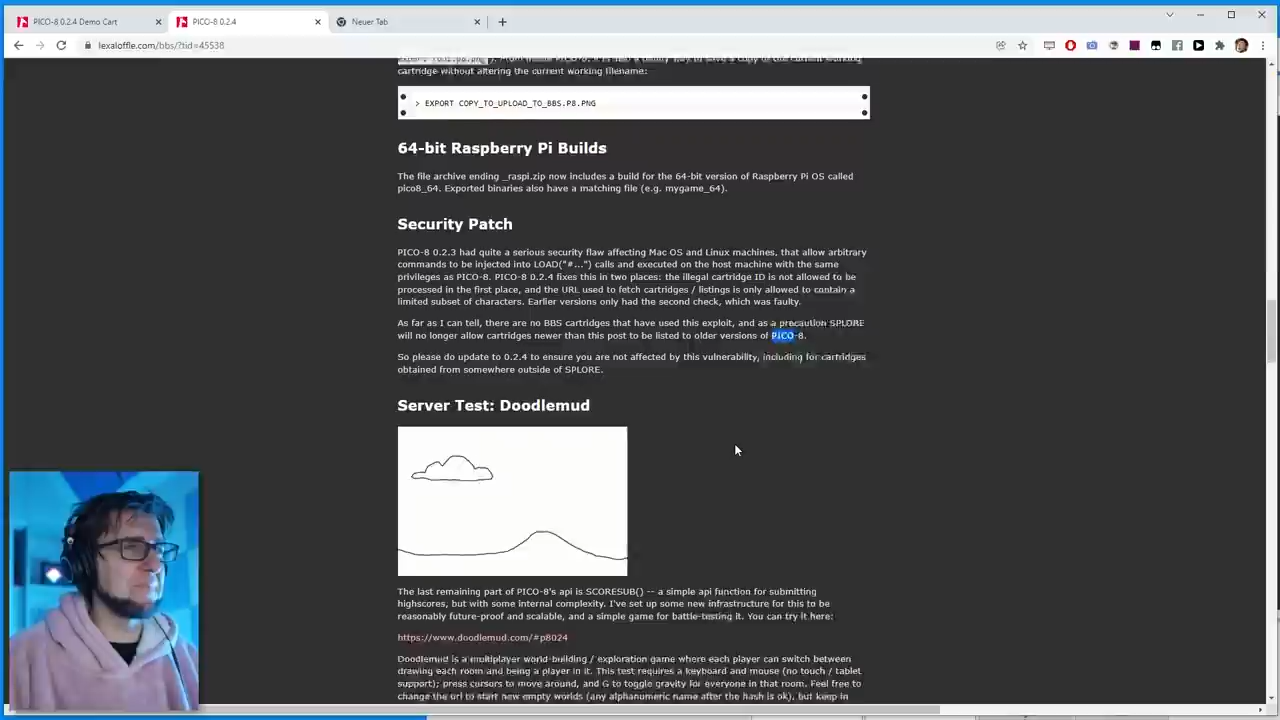 PICO-8 0.2.4 Demo Cart
PICO-8 0.2.4
Neuer Tab
lexaloffle.com/bbs/?tid=45538
cartridge without altering the current working filename:
> EXPORT COPY_TO_UPLOAD_TO_BBS.P8.PNG
64-bit Raspberry Pi Builds
The file archive ending _raspi.zip now includes a build for the 64-bit version of Raspberry Pi OS called
pico8_64. Exported binaries also have a matching file (e.g. mygame_64).
Security Patch
PICO-8 0.2.3 had quite a serious security flaw affecting Mac OS and Linux machines, that allow arbitrary
commands to be injected into LOAD("#...") calls and executed on the host machine with the same
privileges as PICO-8. PICO-8 0.2.4 fixes this in two places: the illegal cartridge ID is not allowed to be
processed in the first place, and the URL used to fetch cartridges / listings is only allowed to contain a
limited subset of characters. Earlier versions only had the second check, which was faulty.
As far as I can tell, there are no BBS cartridges that have used this exploit, and as a precaution SPLORE
will no longer allow cartridges newer than this post to be listed to older versions of PICO-8.
So please do update to 0.2.4 to ensure you are not affected by this vulnerability, including for cartridges
obtained from somewhere outside of SPLORE.
Server Test: Doodlemud
The last remaining part of PICO-8's api is SCORESUB() -- a simple api function for submitting
highscores, but with some internal complexity. I've set up some new infrastructure for this to be
reasonably future-proof and scalable, and a simple game for battle-testing it. You can try it here:
https://www.doodlemud.com/#p8024
Doodlemud is a multiplayer world-building / exploration game where each player can switch between
drawing each room and being a player in it. This test requires a keyboard and mouse (no touch / tablet
support); press cursors to move around, and G to toggle gravity for everyone in that room. Feel free to
change the url to start new empty worlds (any alphanumeric name after the hash is ok), but keep in